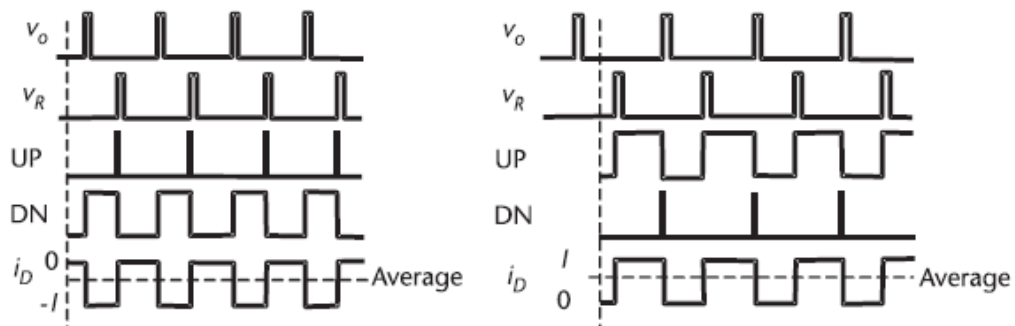 v_o
v_R
UP
DN
i_D 0 Average
-I
v_o
v_R
UP
DN
I
i_D Average
0